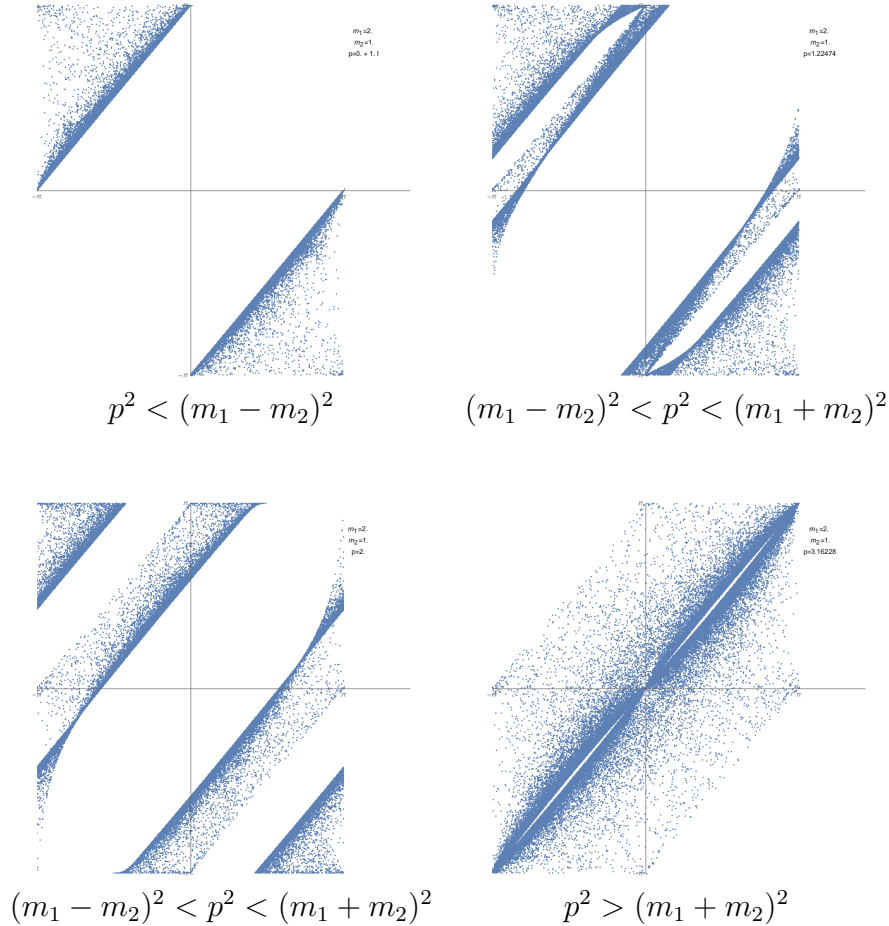 π
m₁=2.
m₂=1.
p=0. + 1. I
-π
π
-π
p² < (m₁ − m₂)²
π
m₁=2.
m₂=1.
p=1.22474
-π
π
-π
(m₁ − m₂)² < p² < (m₁ + m₂)²
π
m₁=2.
m₂=1.
p=2.
-π
π
-π
(m₁ − m₂)² < p² < (m₁ + m₂)²
π
m₁=2.
m₂=1.
p=3.16228
-π
π
-π
p² > (m₁ + m₂)²